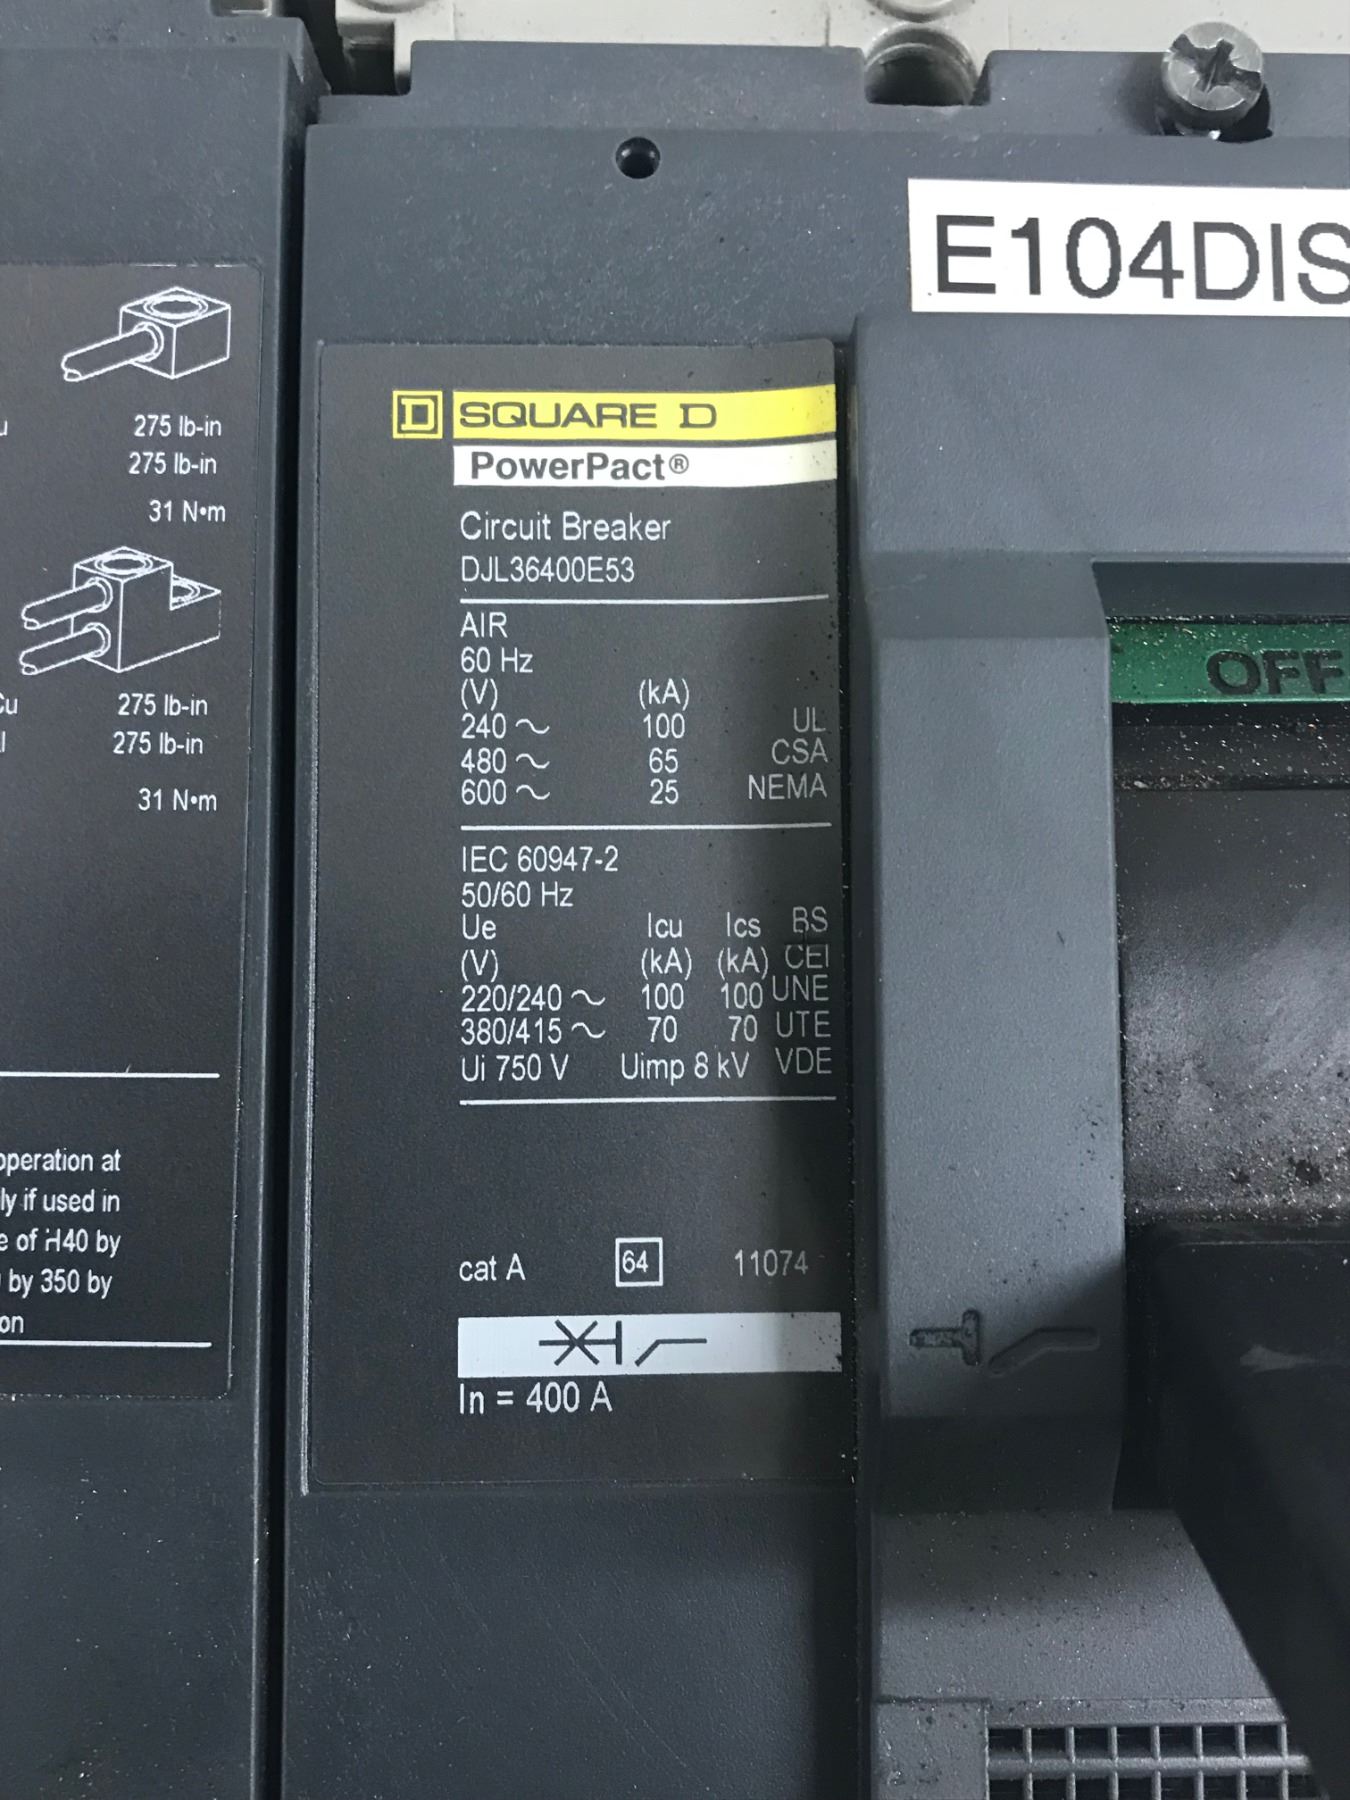 E104DIS
275 lb-in
275 lb-in
31 N•m
275 lb-in
275 lb-in
31 N•m
operation at
if used in
of H40 by
by 350 by
D SQUARE D
PowerPact®
Circuit Breaker
DJL36400E53
AIR
60 Hz
(V) (kA)
240 ~ 100 UL
480 ~ 65 CSA
600 ~ 25 NEMA
IEC 60947-2
50/60 Hz
Ue Icu Ics BS
(V) (kA) (kA) CEI
220/240 ~ 100 100 UNE
380/415 ~ 70 70 UTE
Ui 750 V Uimp 8 kV VDE
cat A 64 11074
In = 400 A
OFF